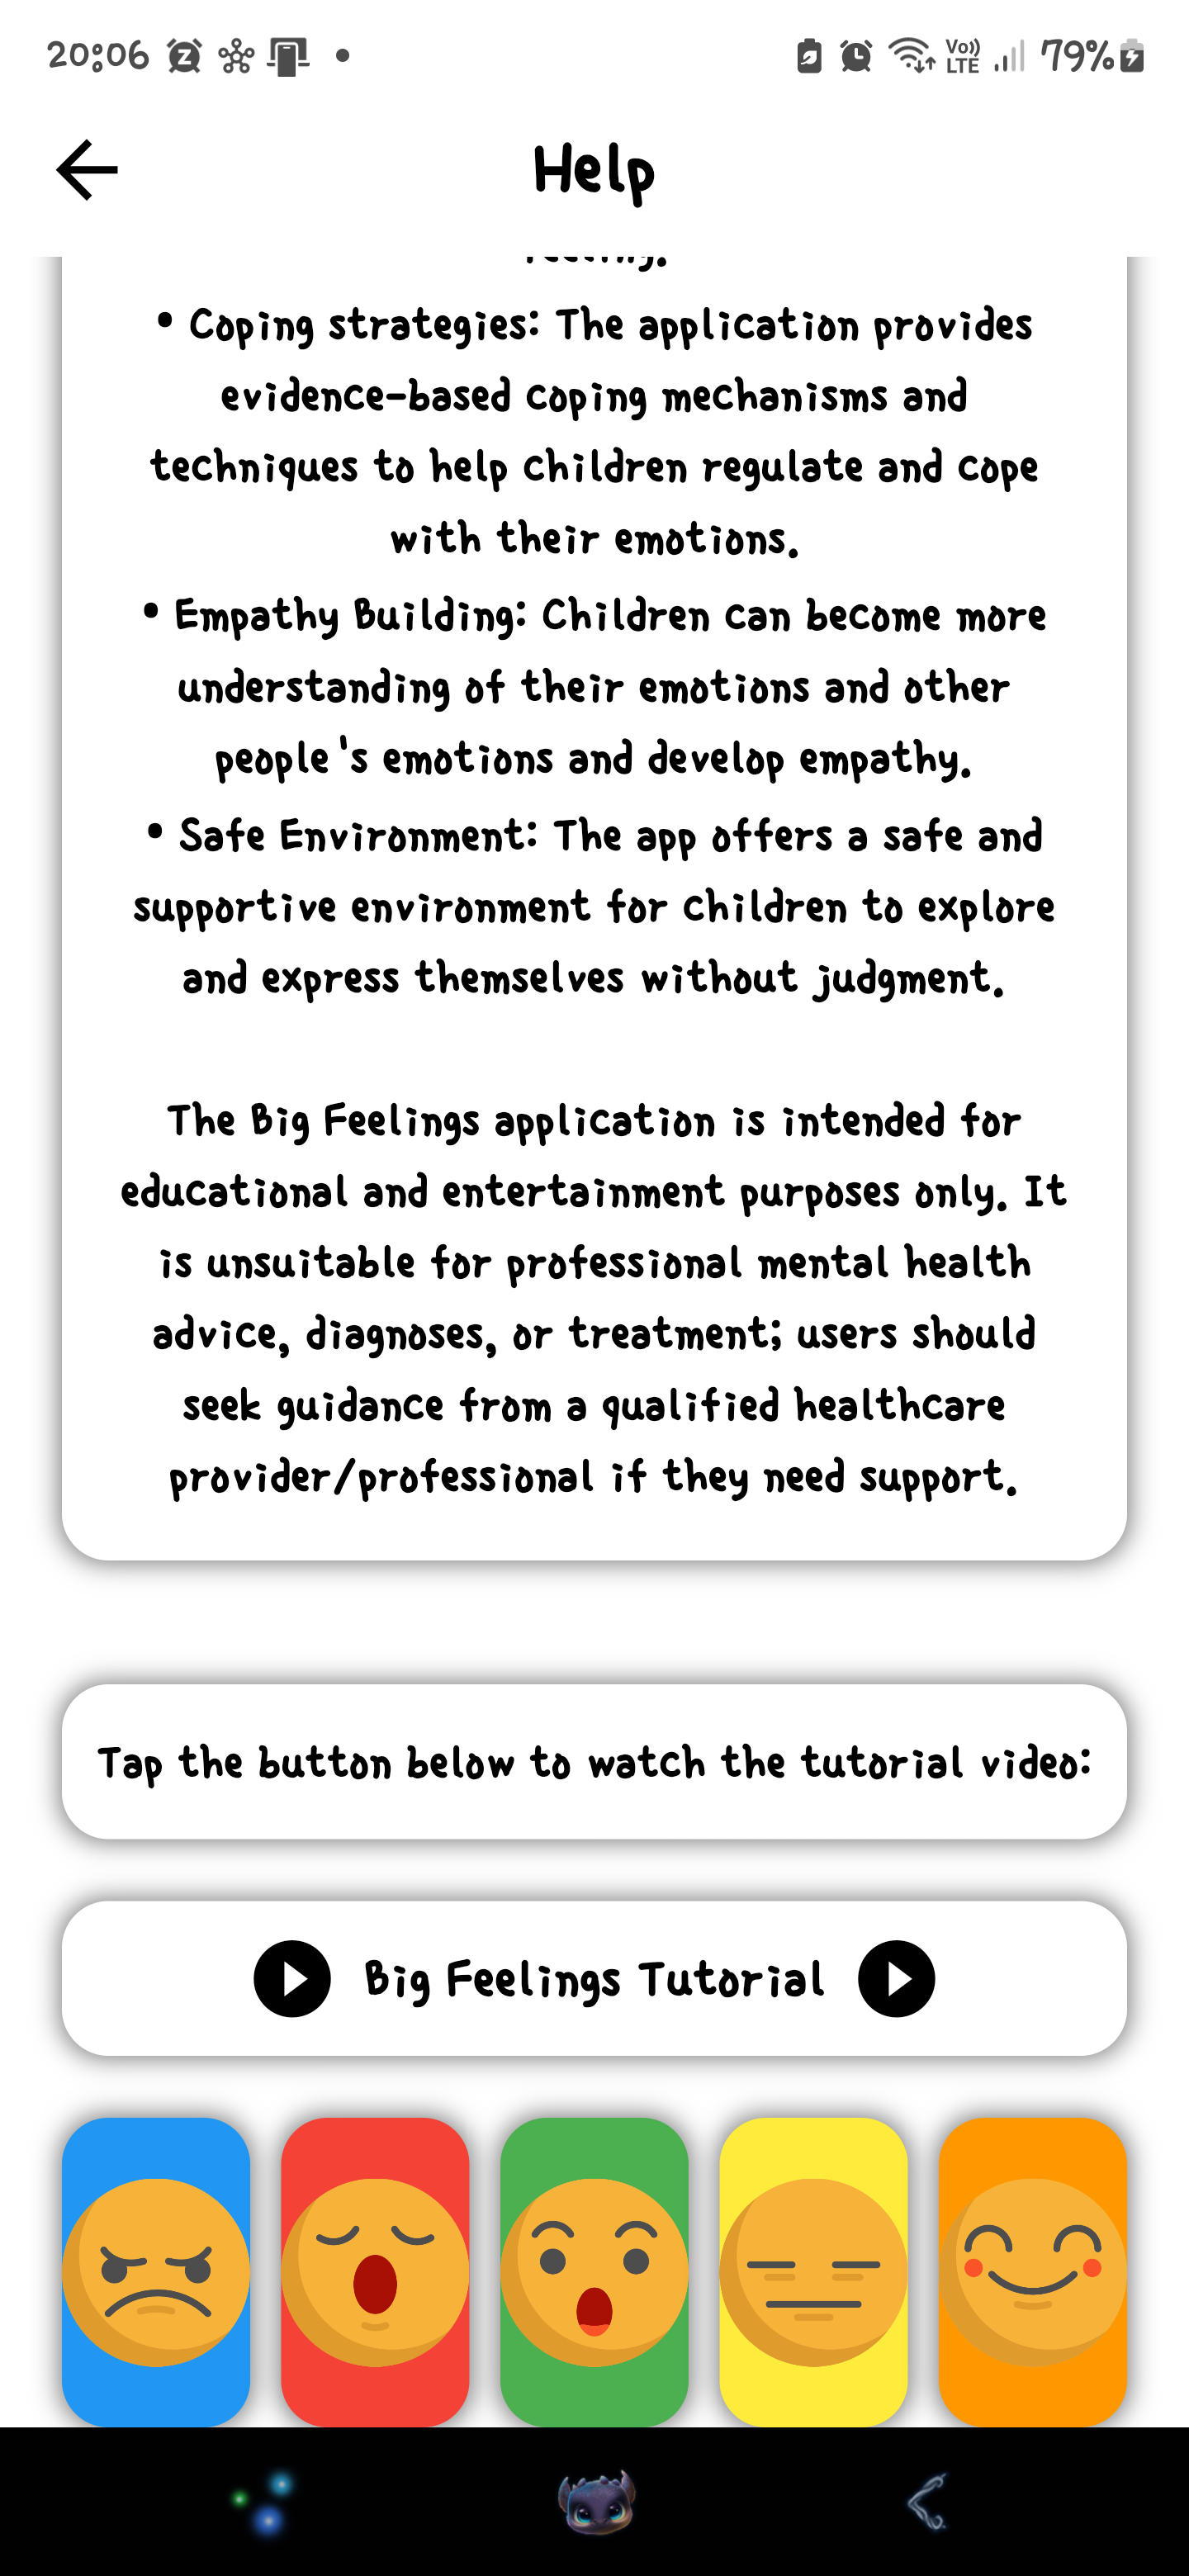 20:06
Vo))
LTE
79%
Help
• Coping strategies: The application provides
evidence-based coping mechanisms and
techniques to help children regulate and cope
with their emotions.
• Empathy Building: Children can become more
understanding of their emotions and other
people's emotions and develop empathy.
• Safe Environment: The app offers a safe and
supportive environment for children to explore
and express themselves without judgment.
The Big Feelings application is intended for
educational and entertainment purposes only. It
is unsuitable for professional mental health
advice, diagnoses, or treatment; users should
seek guidance from a qualified healthcare
provider/professional if they need support.
Tap the button below to watch the tutorial video:
Big Feelings Tutorial